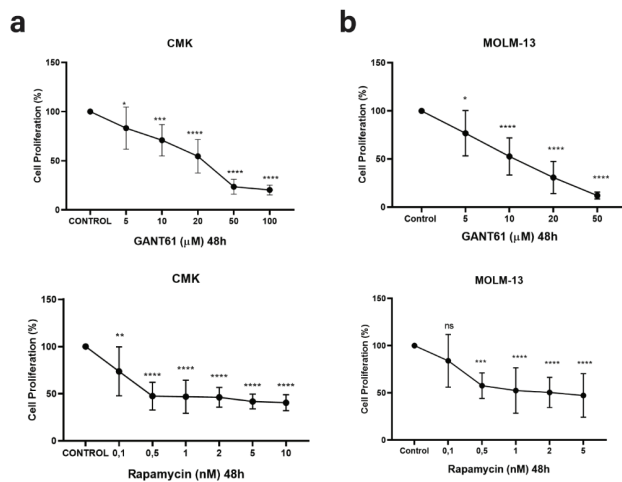 a
CMK
Cell Proliferation (%)
150
100
50
0
*
***
****
****
****
CONTROL 5 10 20 50 100
GANT61 (μM) 48h
b
MOLM-13
Cell Proliferation (%)
150
100
50
0
*
****
****
****
Control 5 10 20 50
GANT61 (μM) 48h
CMK
Cell Proliferation (%)
150
100
50
0
**
****
****
****
****
****
CONTROL 0,1 0,5 1 2 5 10
Rapamycin (nM) 48h
MOLM-13
Cell Proliferation (%)
150
100
50
0
ns
***
****
****
****
Control 0,1 0,5 1 2 5
Rapamycin (nM) 48h